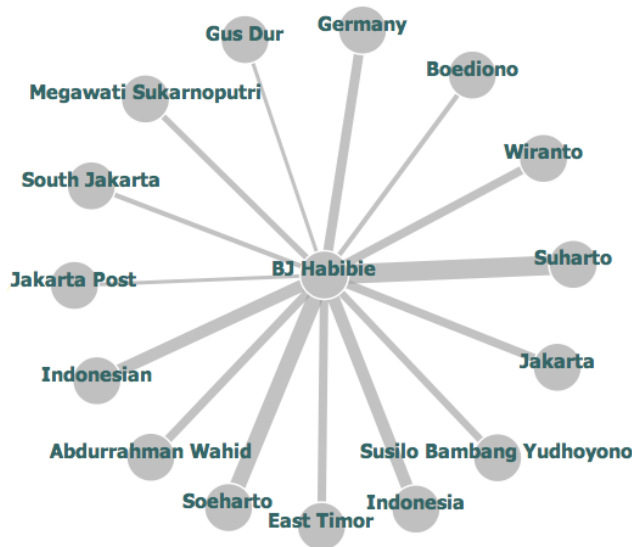 Germany
Gus Dur
Boediono
Megawati Sukarnoputri
Wiranto
South Jakarta
Suharto
BJ Habibie
Jakarta Post
Jakarta
Indonesian
Abdurrahman Wahid
Susilo Bambang Yudhoyono
Soeharto
Indonesia
East Timor